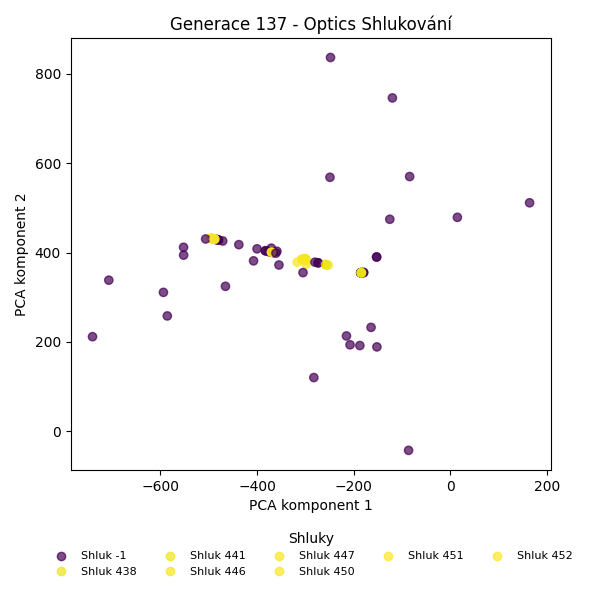 Generace 137 - Optics Shlukování
PCA komponent 2
800
600
400
200
0
−600
−400
−200
0
200
PCA komponent 1
Shluky
Shluk -1
Shluk 441
Shluk 447
Shluk 451
Shluk 452
Shluk 438
Shluk 446
Shluk 450